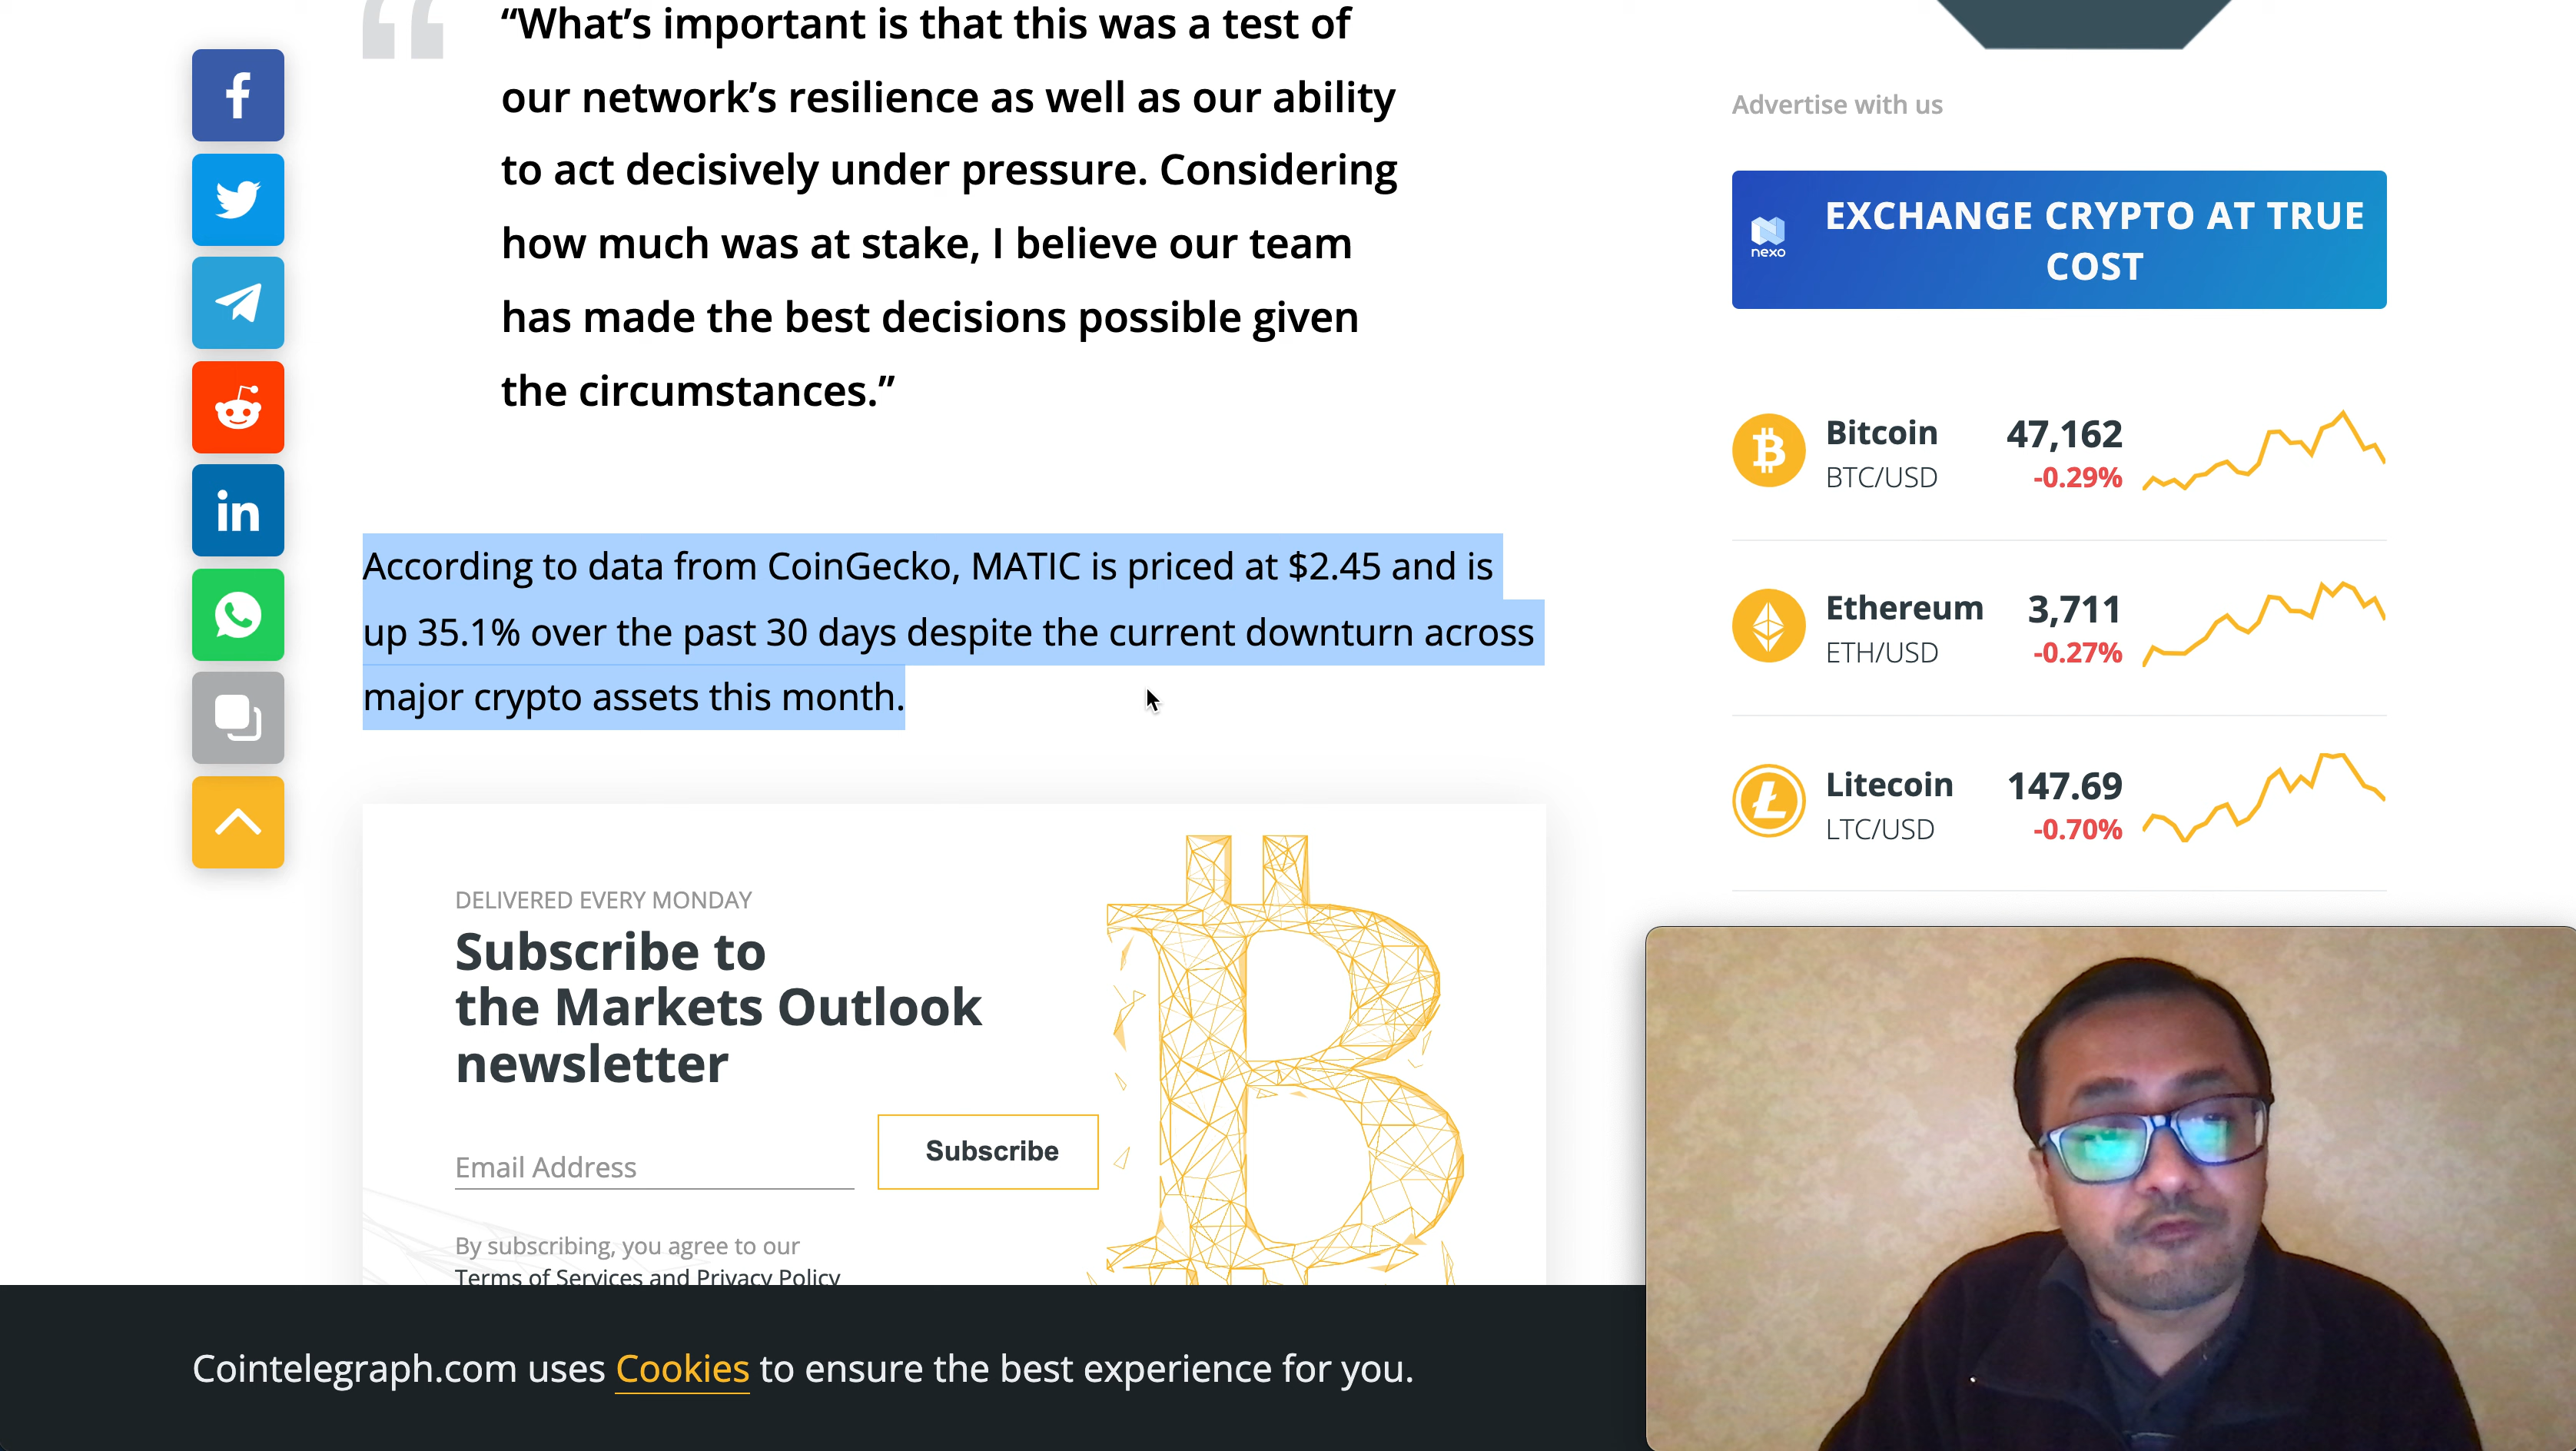 “What’s important is that this was a test of
our network’s resilience as well as our ability
to act decisively under pressure. Considering
how much was at stake, I believe our team
has made the best decisions possible given
the circumstances.”
According to data from CoinGecko, MATIC is priced at $2.45 and is
up 35.1% over the past 30 days despite the current downturn across
major crypto assets this month.
DELIVERED EVERY MONDAY
Subscribe to
the Markets Outlook
newsletter
Email Address
Subscribe
By subscribing, you agree to our
Terms of Services and Privacy Policy
Advertise with us
nexo
EXCHANGE CRYPTO AT TRUE
COST
Bitcoin 47,162
BTC/USD -0.29%
Ethereum 3,711
ETH/USD -0.27%
Litecoin 147.69
LTC/USD -0.70%
Cointelegraph.com uses Cookies to ensure the best experience for you.